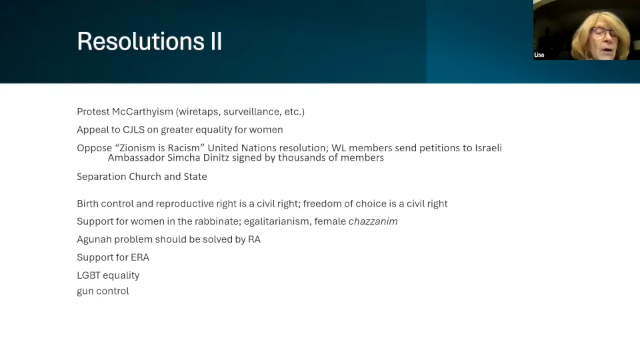 Resolutions II
Lisa
Protest McCarthyism (wiretaps, surveillance, etc.)
Appeal to CJLS on greater equality for women
Oppose “Zionism is Racism” United Nations resolution; WL members send petitions to Israeli
Ambassador Simcha Dinitz signed by thousands of members
Separation Church and State
Birth control and reproductive right is a civil right; freedom of choice is a civil right
Support for women in the rabbinate; egalitarianism, female chazzanim
Agunah problem should be solved by RA
Support for ERA
LGBT equality
gun control